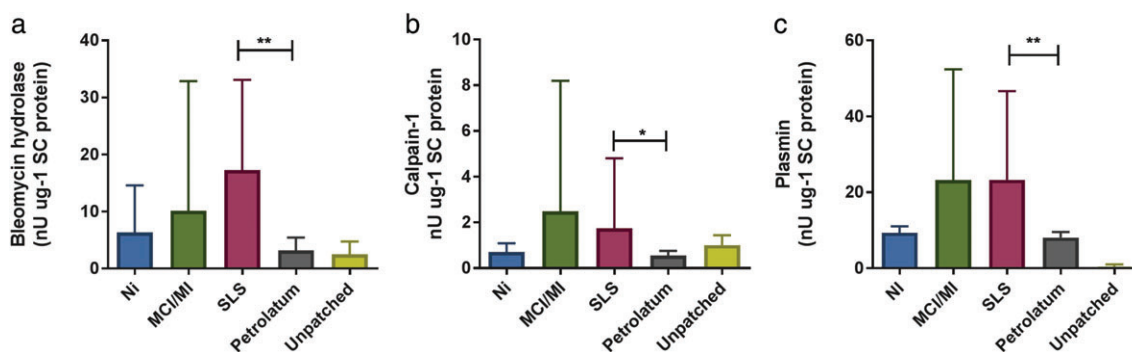 a
Bleomycin hydrolase
(nU ug-1 SC protein)
40
30
20
10
0
**
Ni
MCI/MI
SLS
Petrolatum
Unpatched
b
Calpain-1
nU ug-1 SC protein
10
8
6
4
2
0
*
Ni
MCI/MI
SLS
Petrolatum
Unpatched
c
Plasmin
(nU ug-1 SC protein
60
40
20
0
**
NI
MCI/MI
SLS
Petrolatum
Unpatched